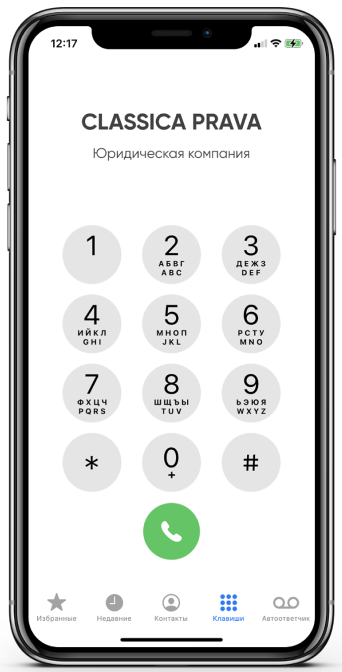 12:17
CLASSICA PRAVA
Юридическая компания
1
2
АБВГ
ABC
3
ДЕЖЗ
DEF
4
ИЙКЛ
GHI
5
МНОП
JKL
6
РСТУ
MNO
7
ФХЦЧ
PQRS
8
ШЩЪЫ
TUV
9
ЬЭЮЯ
WXYZ
*
0
+
#
Избранные
Недавние
Контакты
Клавиши
Автоответчик